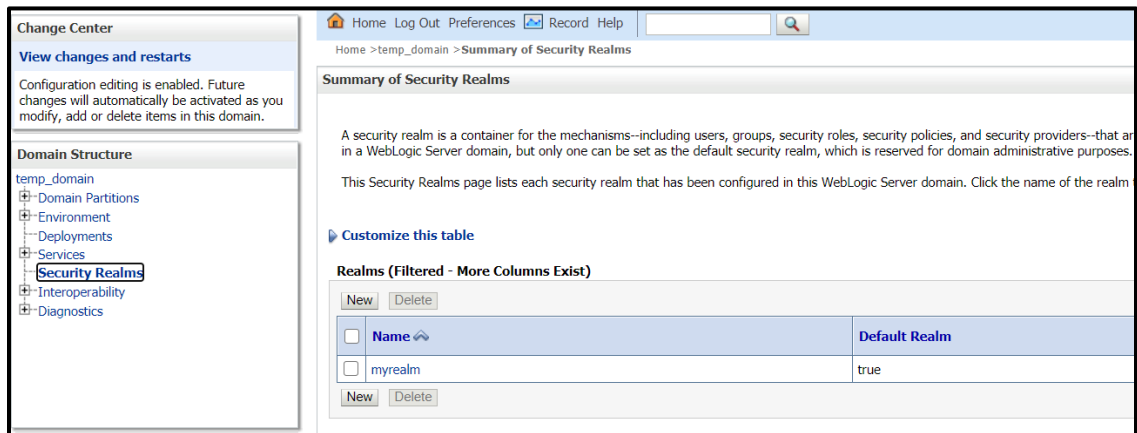 Change Center
View changes and restarts
Configuration editing is enabled. Future
changes will automatically be activated as you
modify, add or delete items in this domain.
Domain Structure
temp_domain
Domain Partitions
Environment
Deployments
Services
Security Realms
Interoperability
Diagnostics
Home Log Out Preferences Record Help
Home >temp_domain >Summary of Security Realms
Summary of Security Realms
A security realm is a container for the mechanisms--including users, groups, security roles, security policies, and security providers--that ar
in a WebLogic Server domain, but only one can be set as the default security realm, which is reserved for domain administrative purposes.
This Security Realms page lists each security realm that has been configured in this WebLogic Server domain. Click the name of the realm
Customize this table
Realms (Filtered - More Columns Exist)
New Delete
Name Default Realm
myrealm true
New Delete